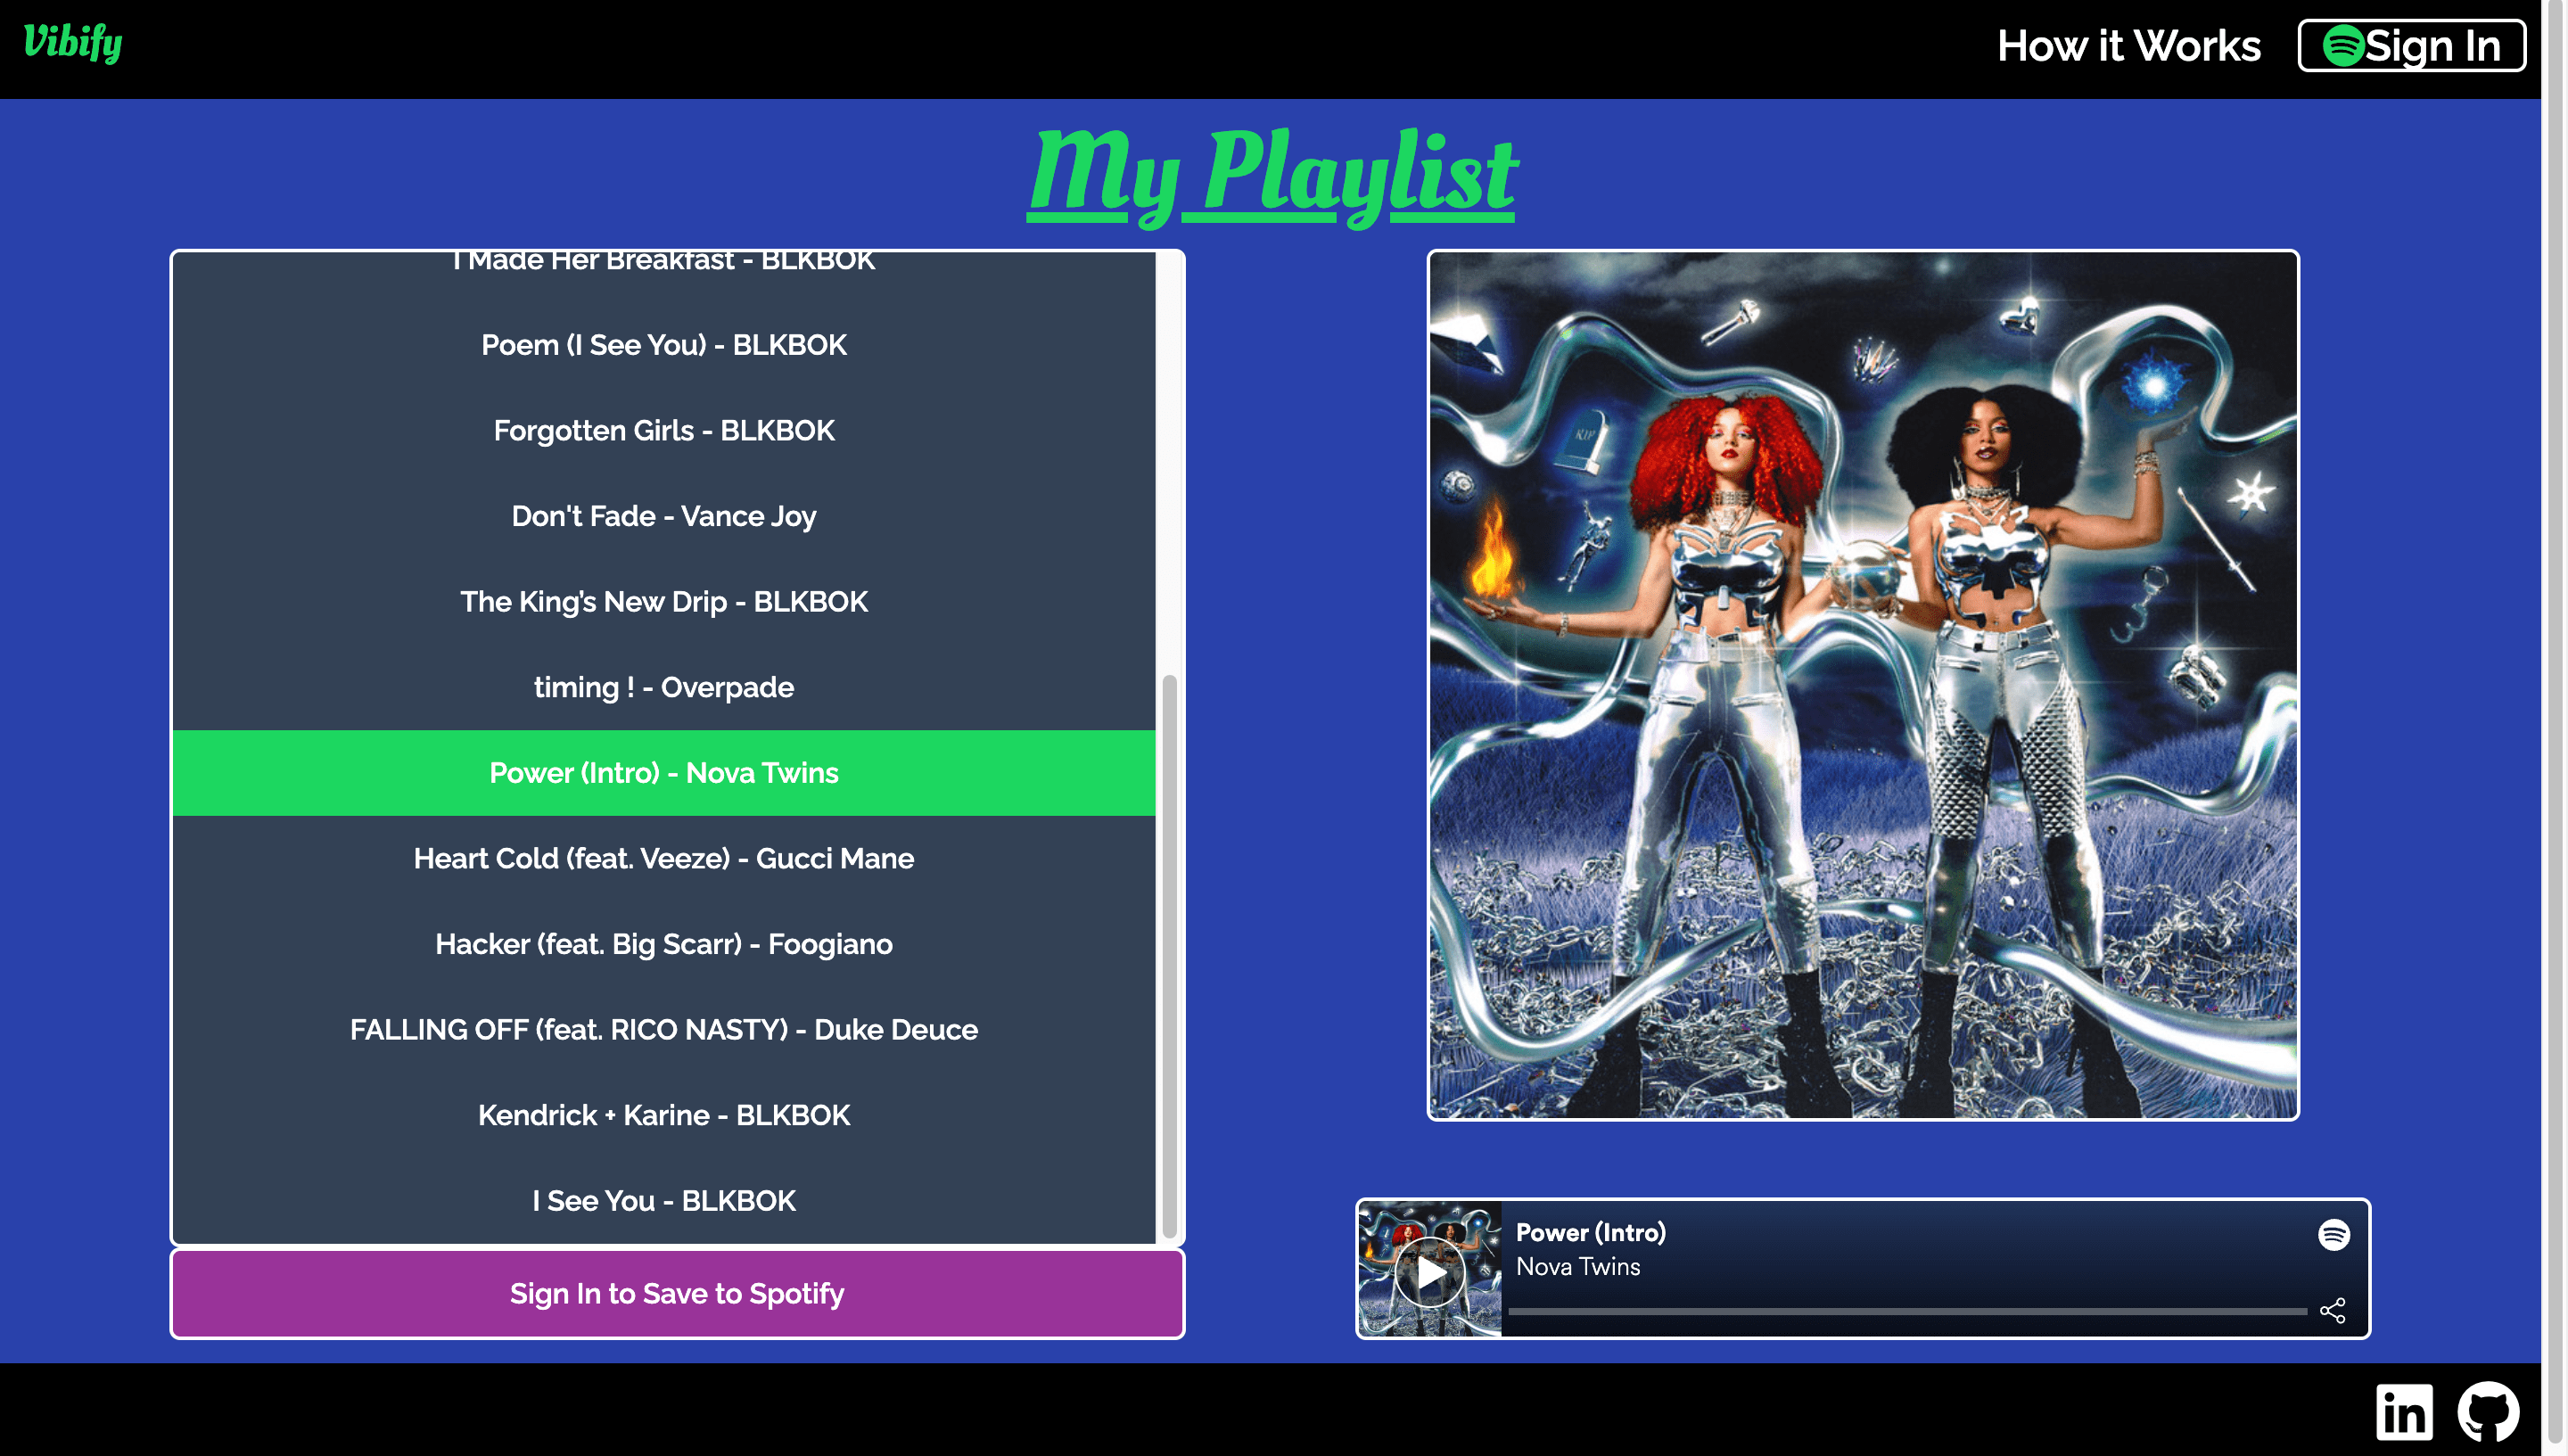 Vibify
How it Works
Sign In
My Playlist
I Made Her Breakfast - BLKBOK
Poem (I See You) - BLKBOK
Forgotten Girls - BLKBOK
Don't Fade - Vance Joy
The King's New Drip - BLKBOK
timing ! - Overpade
Power (Intro) - Nova Twins
Heart Cold (feat. Veeze) - Gucci Mane
Hacker (feat. Big Scarr) - Foogiano
FALLING OFF (feat. RICO NASTY) - Duke Deuce
Kendrick + Karine - BLKBOK
I See You - BLKBOK
Sign In to Save to Spotify
RIP
Power (Intro)
Nova Twins
in